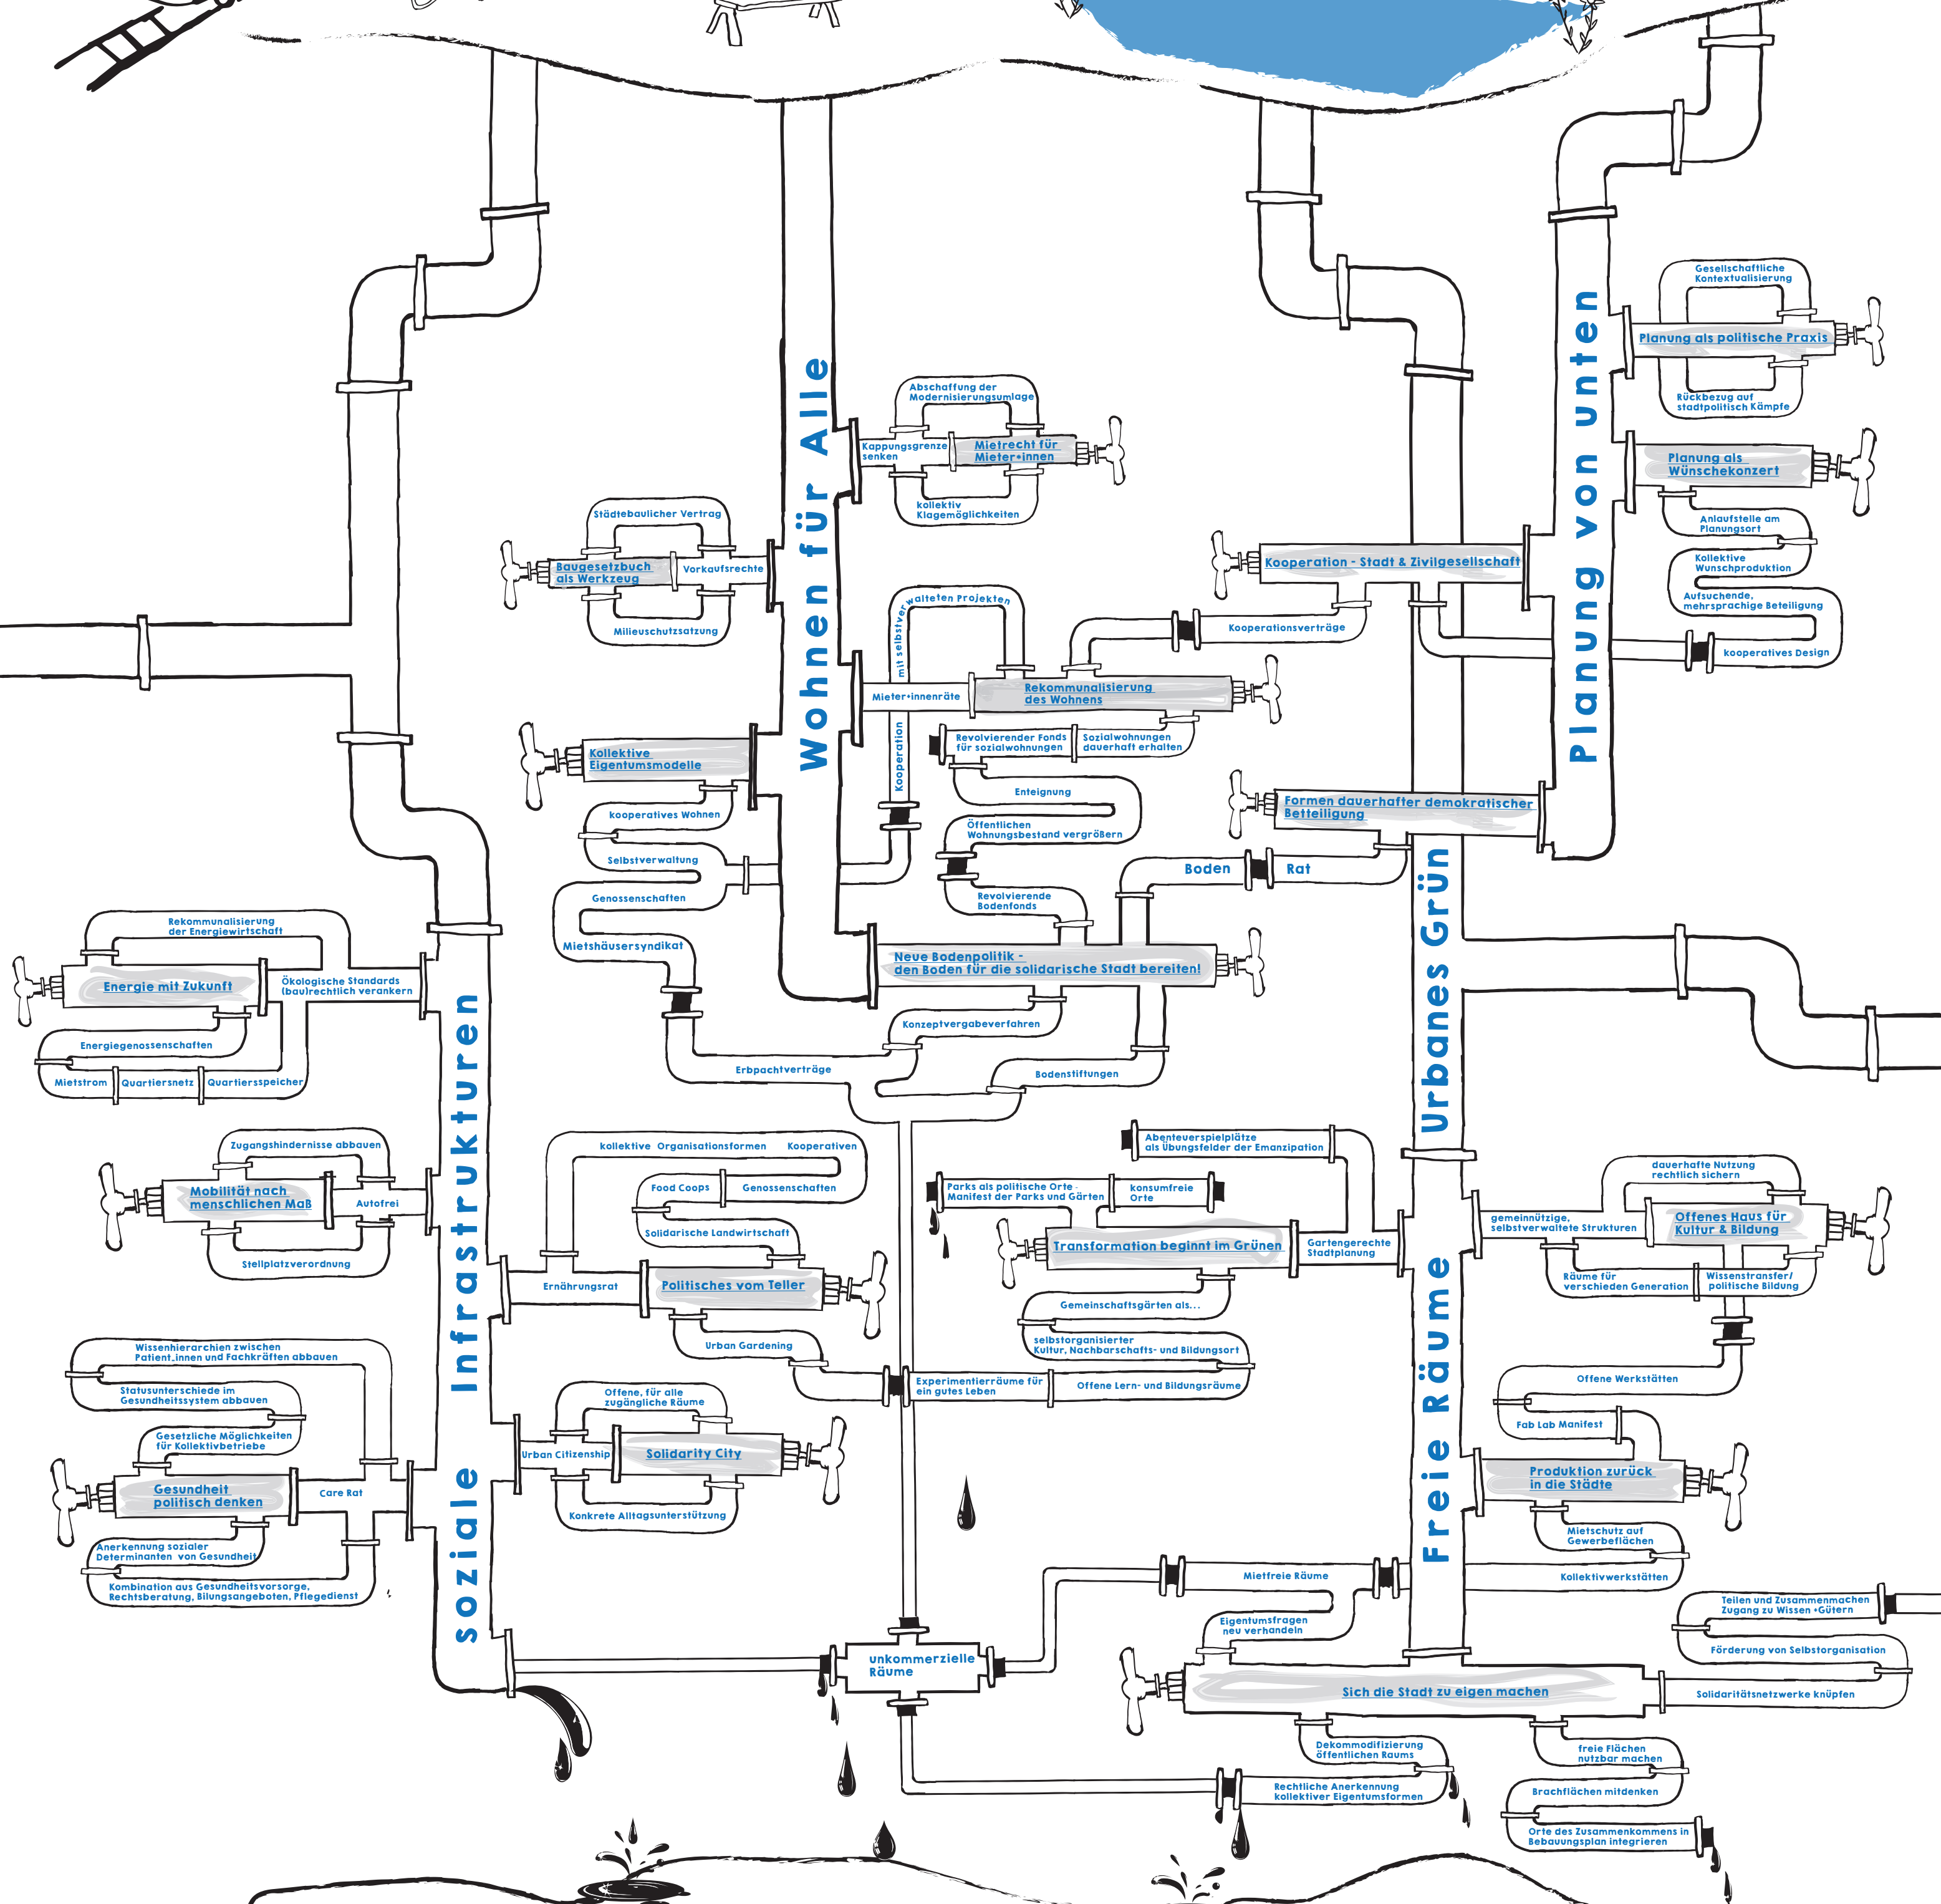 Wohnen für Alle
Abschaffung der
Modernisierungsumlage
Kappungsgrenze
senken
Mietrecht für
Mieter*innen
kollektiv
Klagemöglichkeiten
Städtebaulicher Vertrag
Baugesetzbuch
als Werkzeug
Vorkaufsrechte
Milieuschutzsatzung
Kooperation
mit selbstverwalteten Projekten
Mieter*innenräte
Rekommunalisierung
des Wohnens
Revolvierender Fonds
für sozialwohnungen
Sozialwohnungen
dauerhaft erhalten
Enteignung
Öffentlichen
Wohnungsbestand vergrößern
Revolvierende
Bodenfonds
Kollektive
Eigentumsmodelle
kooperatives Wohnen
Selbstverwaltung
Genossenschaften
Mietshäusersyndikat
Neue Bodenpolitik -
den Boden für die solidarische Stadt bereiten!
Konzeptvergabeverfahren
Erbpachtverträge
Bodenstiftungen
Planung von unten
Gesellschaftliche
Kontextualisierung
Planung als politische Praxis
Rückbezug auf
stadtpolitisch Kämpfe
Planung als
Wünschekonzert
Anlaufstelle am
Planungsort
Kollektive
Wunschproduktion
Aufsuchende,
mehrsprachige Beteiligung
kooperatives Design
Kooperation - Stadt & Zivilgesellschaft
Kooperationsverträge
Formen dauerhafter demokratischer
Betteiligung
Boden
Rat
soziale Infrastrukturen
Rekommunalisierung
der Energiewirtschaft
Energie mit Zukunft
Ökologische Standards
(bau)rechtlich verankern
Energiegenossenschaften
Mietstrom
Quartiersnetz
Quartiersspeicher
Zugangshindernisse abbauen
Mobilität nach
menschlichen Maß
Autofrei
Stellplatzverordnung
kollektive Organisationsformen
Kooperativen
Food Coops
Genossenschaften
Solidarische Landwirtschaft
Ernährungsrat
Politisches vom Teller
Urban Gardening
Wissenhierarchien zwischen
Patient.innen und Fachkräften abbauen
Statusunterschiede im
Gesundheitssystem abbauen
Gesetzliche Möglichkeiten
für Kollektivbetriebe
Gesundheit
politisch denken
Care Rat
Anerkennung sozialer
Determinanten von Gesundheit
Kombination aus Gesundheitsvorsorge,
Rechtsberatung, Bilungsangeboten, Pflegedienst
Offene, für alle
zugängliche Räume
Urban Citizenship
Solidarity City
Konkrete Alltagsunterstützung
Freie Räume Urbanes Grün
Abenteuerspielplätze
als Übungsfelder der Emanzipation
Parks als politische Orte -
Manifest der Parks und Gärten
konsumfreie
Orte
Transformation beginnt im Grünen
Gartengerechte
Stadtplanung
Gemeinschaftsgärten als...
selbstorganisierter
Kultur, Nachbarschafts- und Bildungsort
Experimentierräume für
ein gutes Leben
Offene Lern- und Bildungsräume
dauerhafte Nutzung
rechtlich sichern
gemeinnützige,
selbstverwaltete Strukturen
Offenes Haus für
Kultur & Bildung
Räume für
verschieden Generation
Wissenstransfer/
politische Bildung
Offene Werkstätten
Fab Lab Manifest
Produktion zurück
in die Städte
Mietschutz auf
Gewerbeflächen
Kollektivwerkstätten
Mietfreie Räume
Eigentumsfragen
neu verhandeln
unkommerzielle
Räume
Sich die Stadt zu eigen machen
Teilen und Zusammenmachen
Zugang zu Wissen +Gütern
Förderung von Selbstorganisation
Solidaritätsnetzwerke knüpfen
Dekommodifizierung
öffentlichen Raums
Rechtliche Anerkennung
kollektiver Eigentumsformen
freie Flächen
nutzbar machen
Brachflächen mitdenken
Orte des Zusammenkommens in
Bebauungsplan integrieren